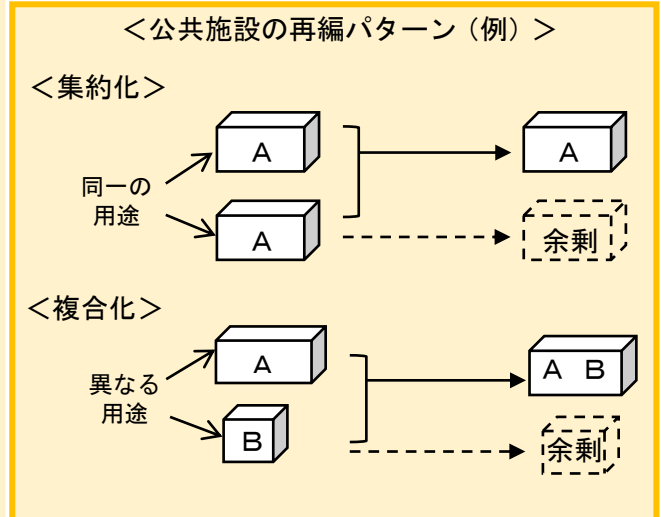 ＜公共施設の再編パターン（例）＞
＜集約化＞
A
A
同一の
用途
A
余剰
＜複合化＞
A
A B
異なる
用途
B
余剰